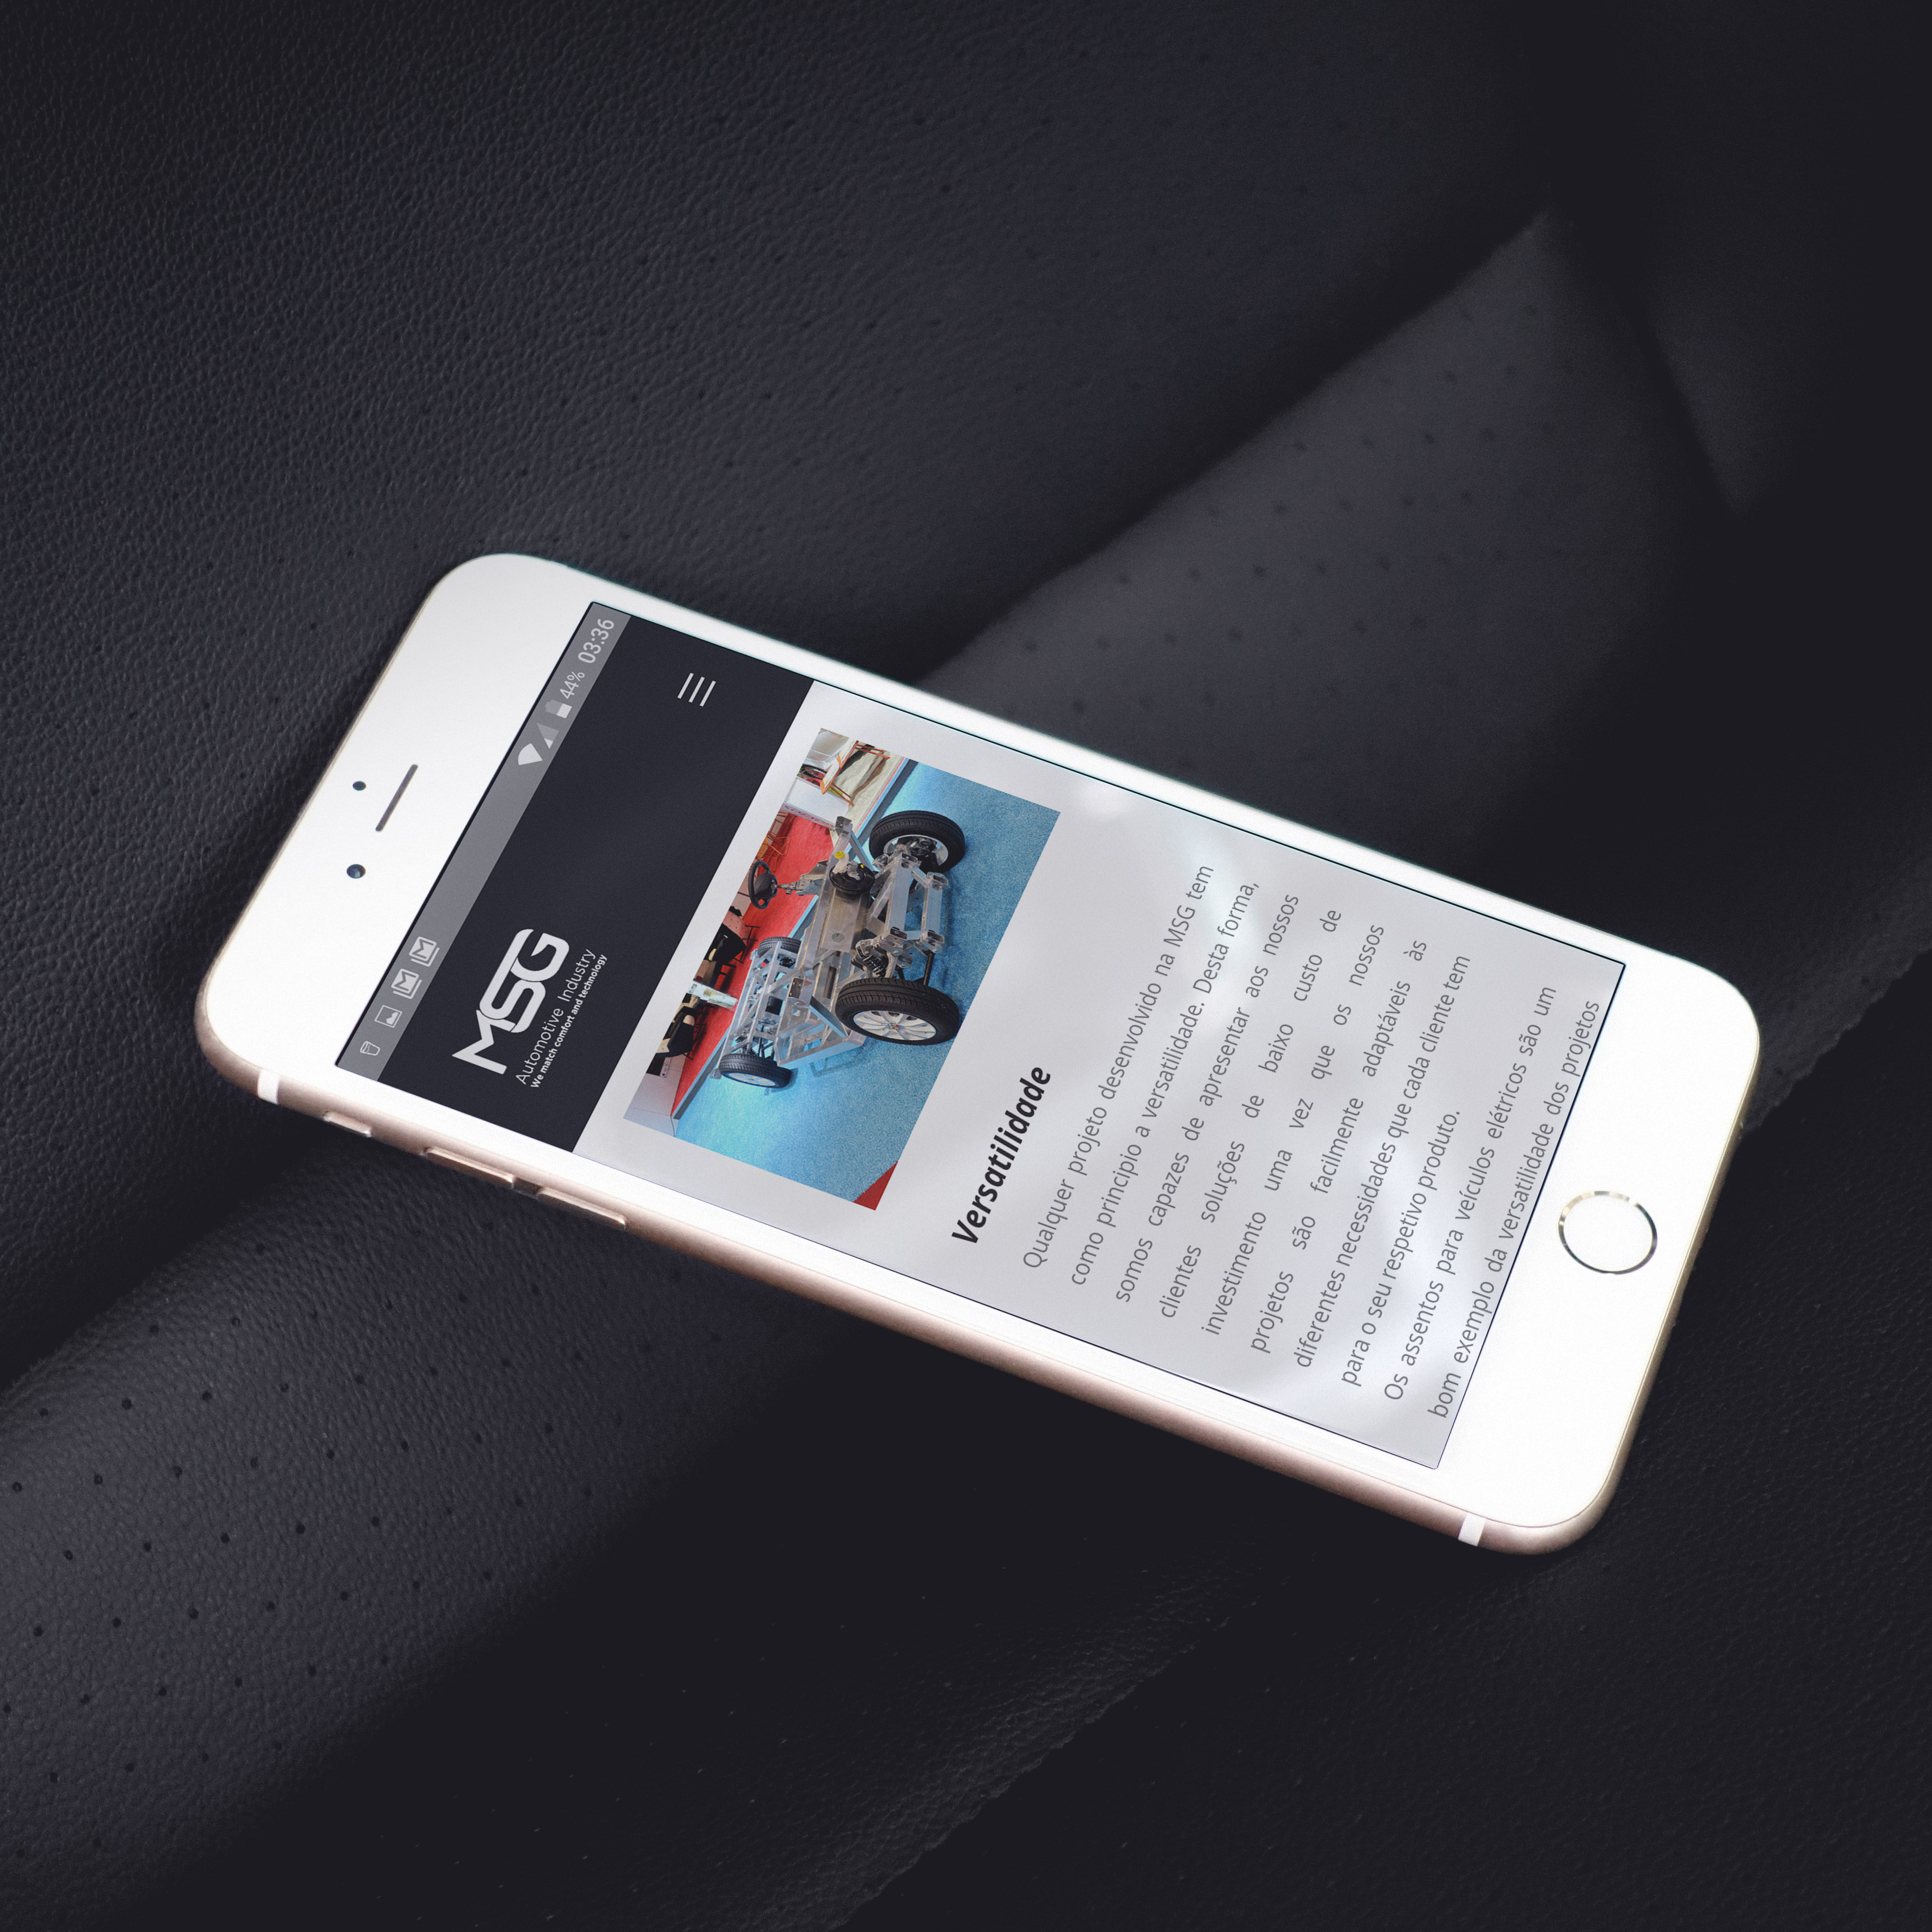 44% 03:36
MSG
Automotive Industry
We match comfort and technology
Versatilidade
Qualquer projeto desenvolvido na MSG tem
como princípio a versatilidade. Desta forma,
somos capazes de apresentar aos nossos
clientes soluções de baixo custo de
investimento uma vez que os nossos
projetos são facilmente adaptáveis às
diferentes necessidades que cada cliente tem
para o seu respetivo produto.
Os assentos para veículos elétricos são um
bom exemplo da versatilidade dos projetos